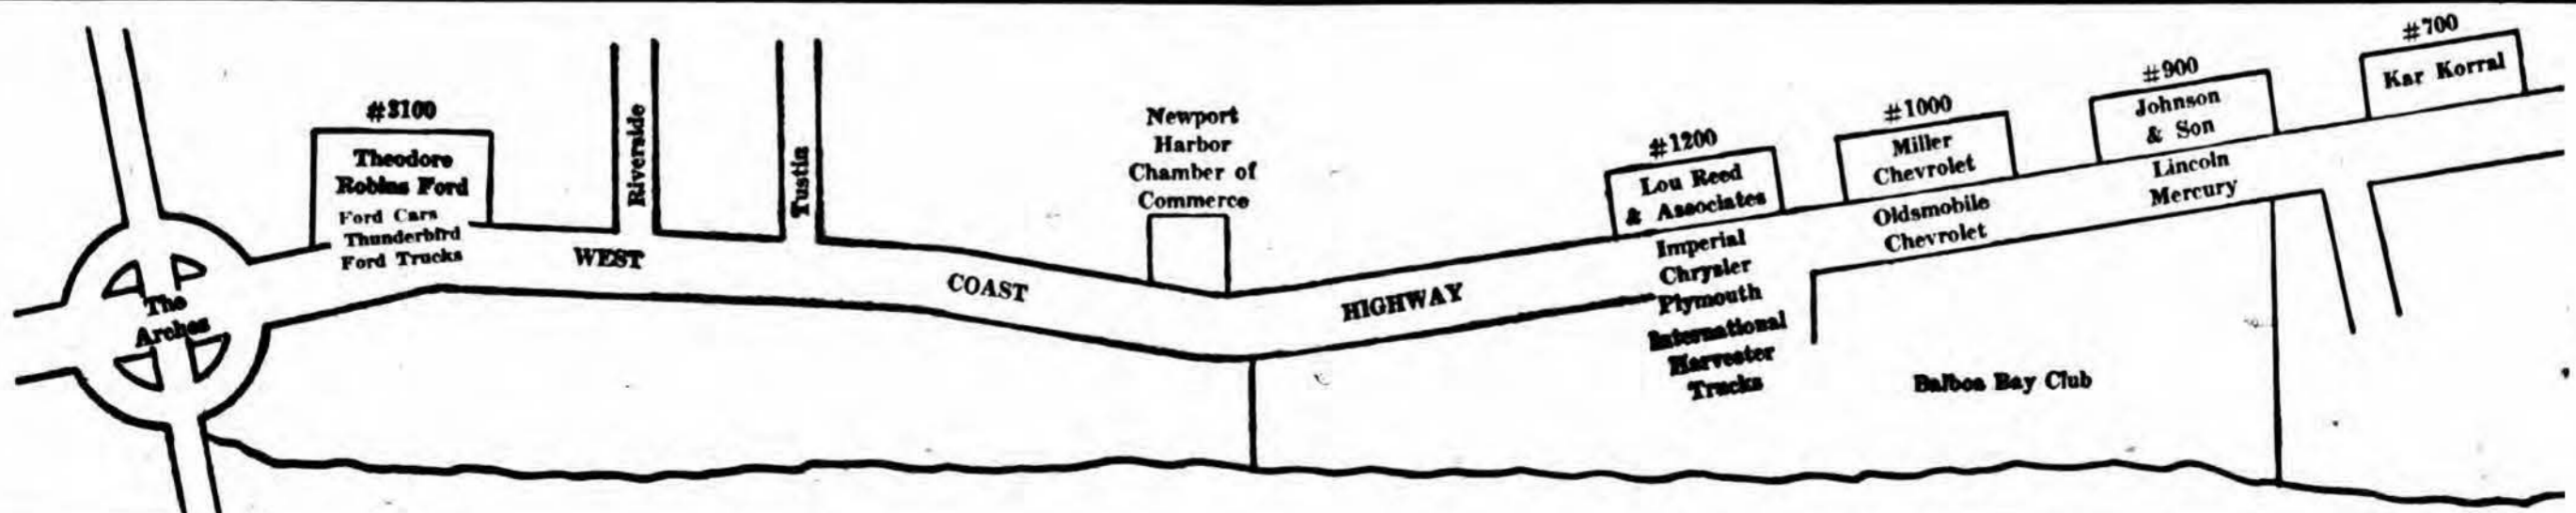 #3100
Theodore
Robins Ford
Ford Cars
Thunderbird
Ford Trucks
The
Arches
Riverside
Tustin
WEST
COAST
HIGHWAY
Newport
Harbor
Chamber of
Commerce
#1200
Lou Reed
& Associates
Imperial
Chrysler
Plymouth
International
Harvester
Trucks
#1000
Miller
Chevrolet
Oldsmobile
Chevrolet
#900
Johnson
& Son
Lincoln
Mercury
#700
Kar Korral
Balboa Bay Club